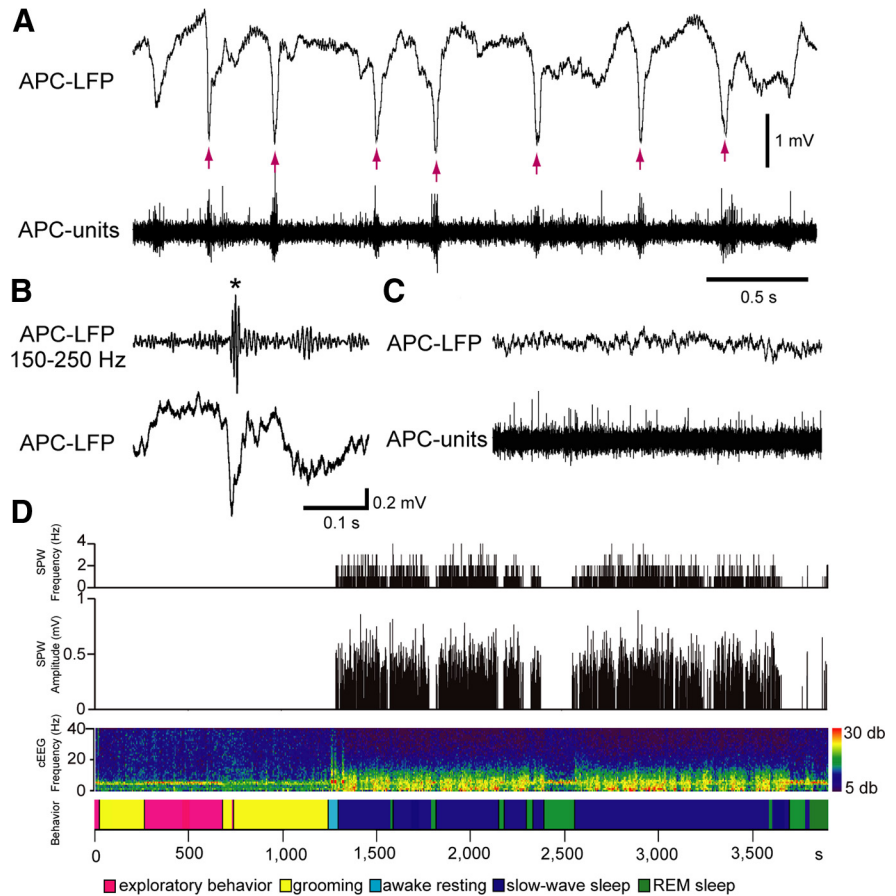 A
APC-LFP
1 mV
APC-units
0.5 s
B
*
APC-LFP
150-250 Hz
APC-LFP
0.2 mV
0.1 s
C
APC-LFP
APC-units
D
SPW
Frequency (Hz)
4
2
0
SPW
Amplitude (mV)
1
0.5
0
cEEG
Frequency (Hz)
40
20
0
30 db
5 db
Behavior
0 500 1,000 1,500 2,000 2,500 3,000 3,500 s
exploratory behavior grooming awake resting slow-wave sleep REM sleep